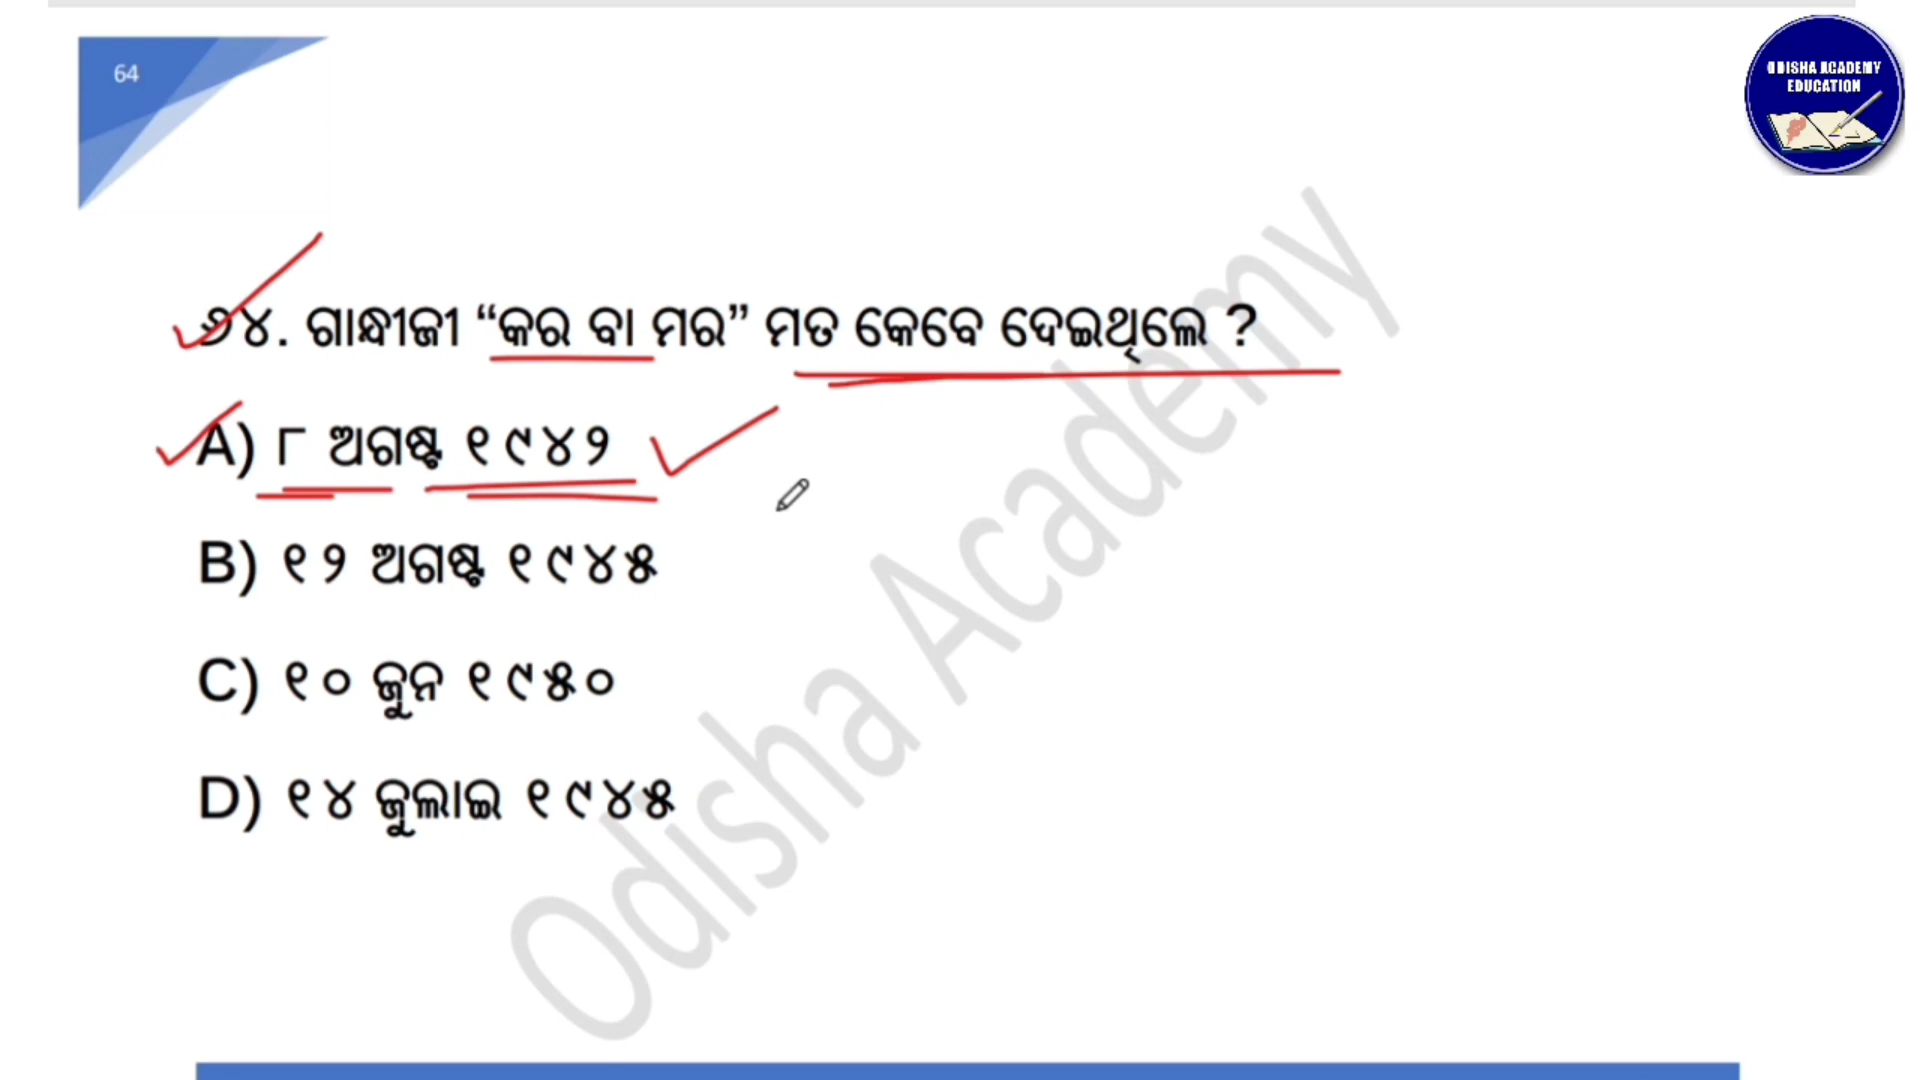 64
ODISHA ACADEMY
EDUCATION
୬୪. ଗାନ୍ଧୀଜୀ “କର ବା ମର” ମତ କେବେ ଦେଇଥିଲେ ?
A) ୮ ଅଗଷ୍ଟ ୧୯୪୨
B) ୧୨ ଅଗଷ୍ଟ ୧୯୪୫
C) ୧୦ ଜୁନ ୧୯୫୦
D) ୧୪ ଜୁଲାଇ ୧୯୪୫
Odisha Academy